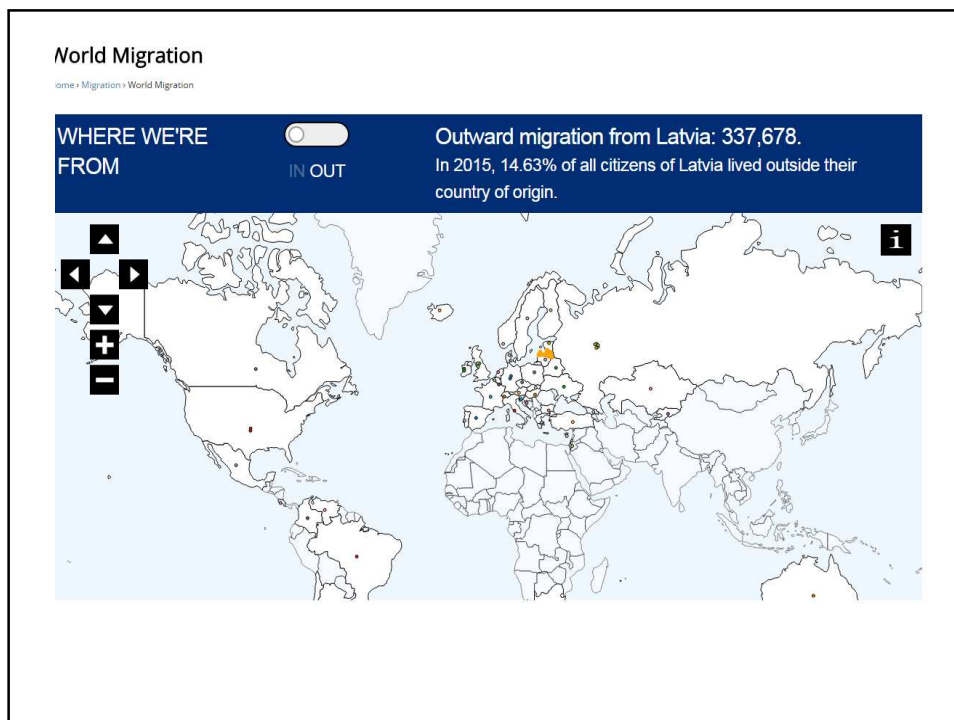 World Migration
ome › Migration › World Migration
WHERE WE'RE
FROM
IN OUT
Outward migration from Latvia: 337,678.
In 2015, 14.63% of all citizens of Latvia lived outside their
country of origin.
i